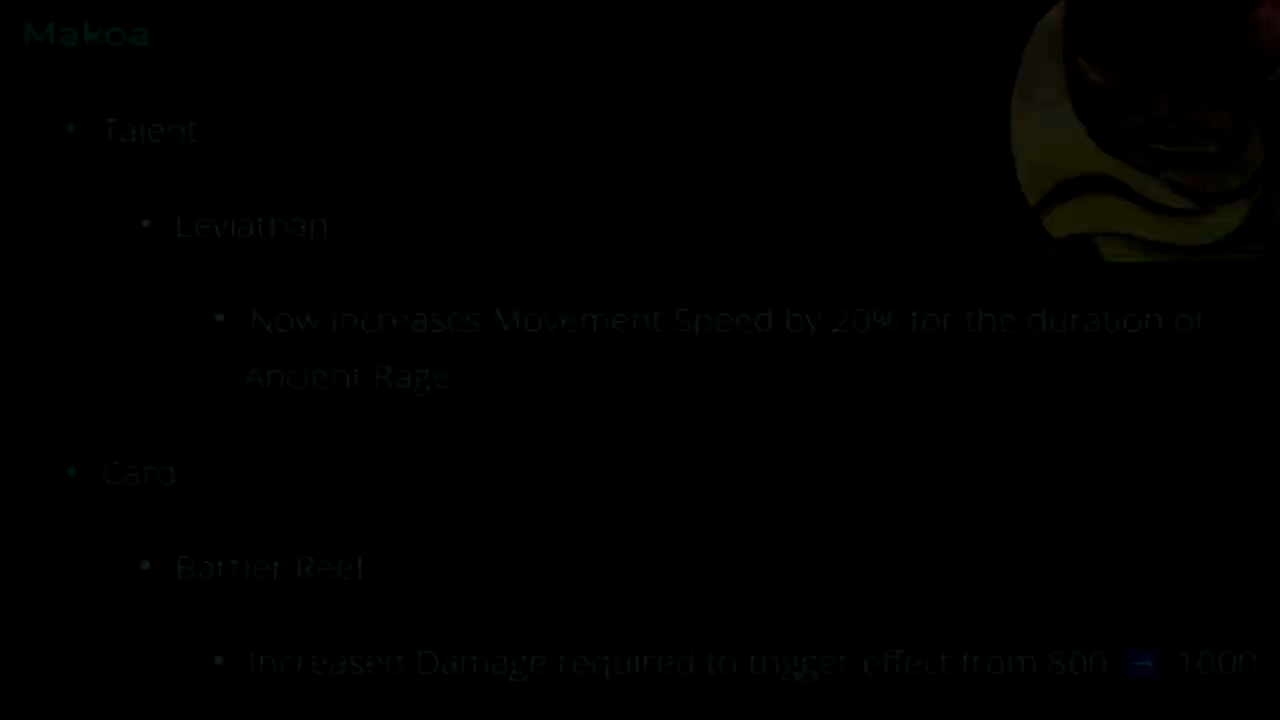 Makoa
• Talent
• Leviathan
• Now increases Movement Speed by 20% for the duration of
Ancient Rage
• Card
• Barrier Reef
• Increased Damage required to trigger effect from 800 → 1000